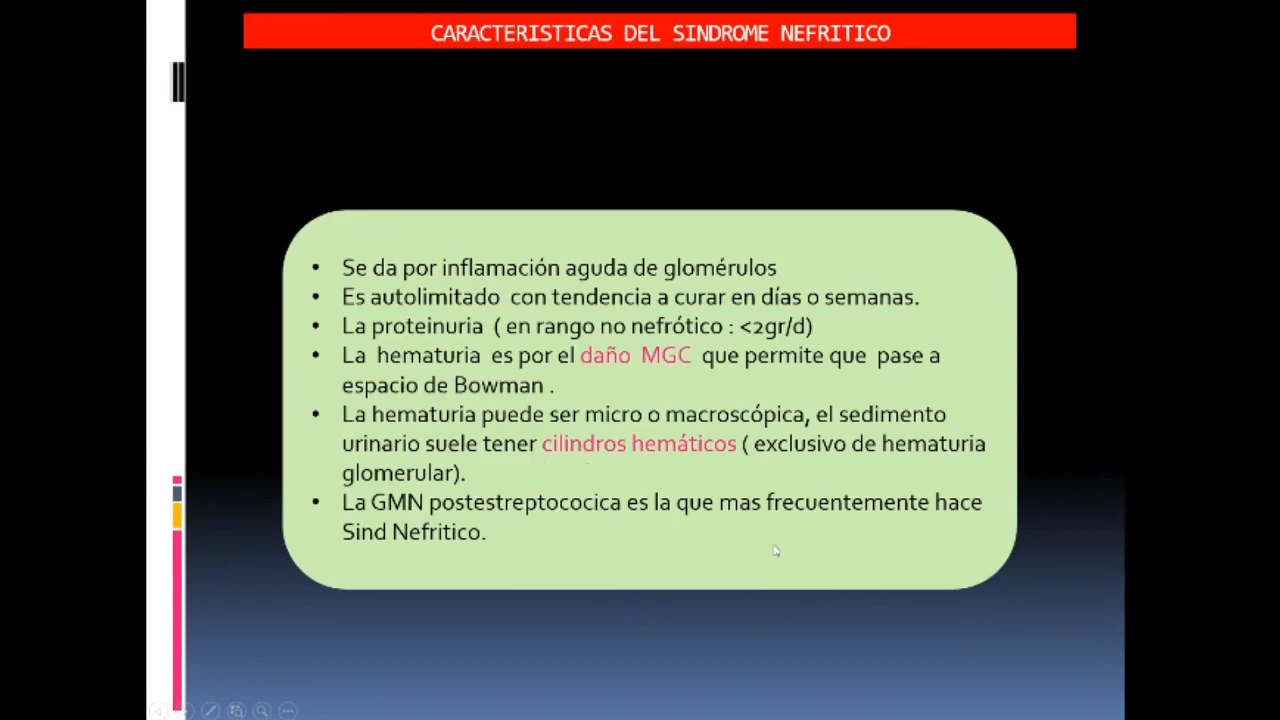 CARACTERISTICAS DEL SINDROME NEFRITICO
• Se da por inflamación aguda de glomérulos
• Es autolimitado con tendencia a curar en días o semanas.
• La proteinuria ( en rango no nefrótico : <2gr/d)
• La hematuria es por el daño MGC que permite que pase a
espacio de Bowman .
• La hematuria puede ser micro o macroscópica, el sedimento
urinario suele tener cilindros hemáticos ( exclusivo de hematuria
glomerular).
• La GMN postestreptococica es la que mas frecuentemente hace
Sind Nefritico.